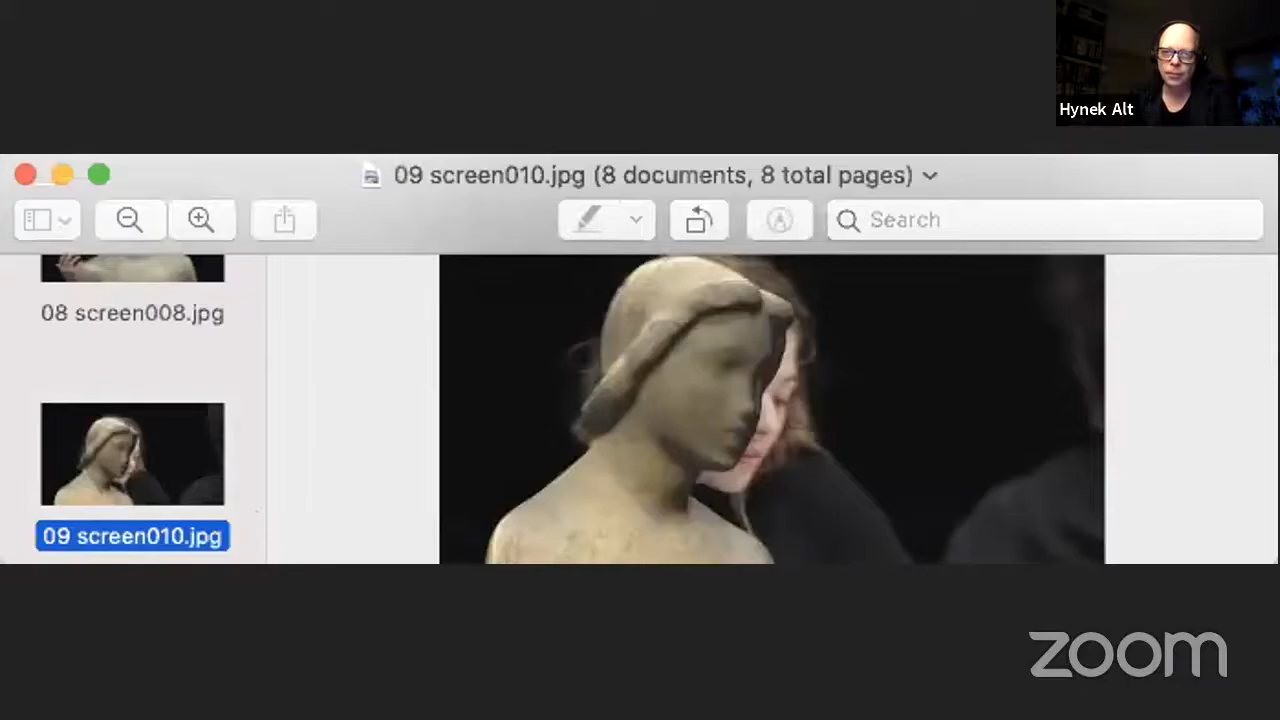 Hynek Alt
09 screen010.jpg (8 documents, 8 total pages)
Search
08 screen008.jpg
09 screen010.jpg
zoom